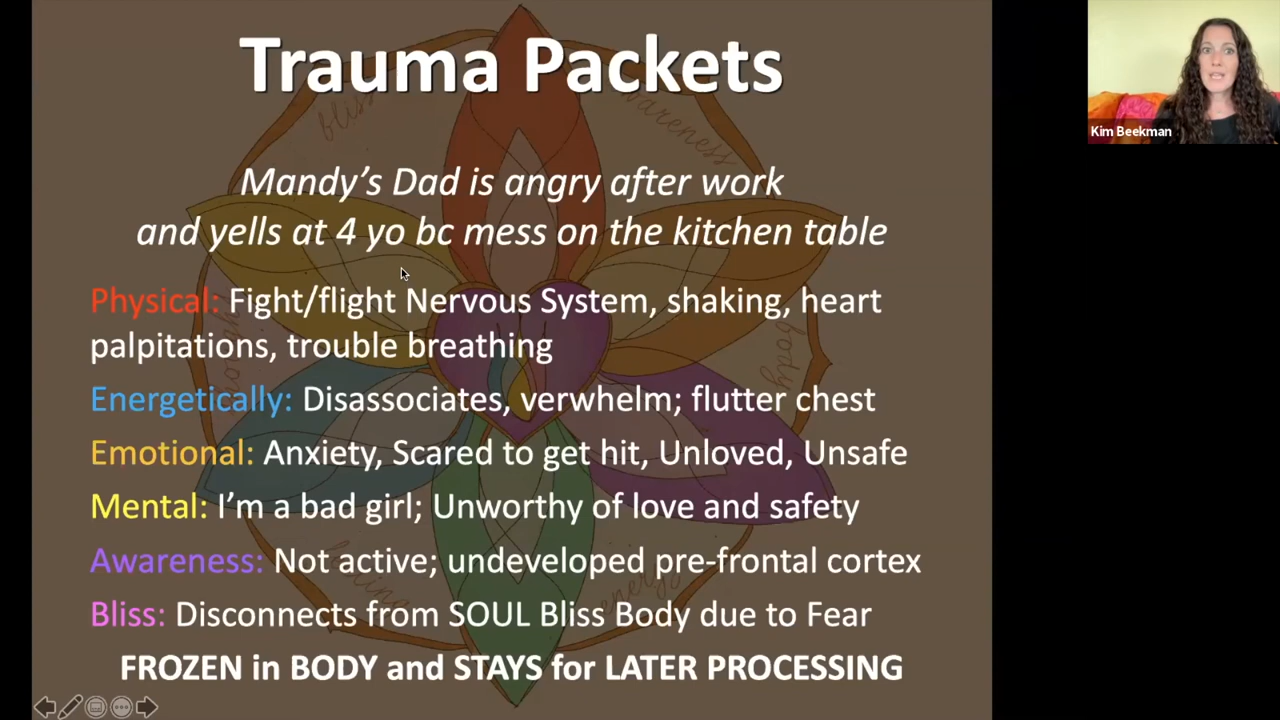 Trauma Packets
Mandy's Dad is angry after work
and yells at 4 yo bc mess on the kitchen table
Physical: Fight/flight Nervous System, shaking, heart
palpitations, trouble breathing
Energetically: Disassociates, verwhelm; flutter chest
Emotional: Anxiety, Scared to get hit, Unloved, Unsafe
Mental: I'm a bad girl; Unworthy of love and safety
Awareness: Not active; undeveloped pre-frontal cortex
Bliss: Disconnects from SOUL Bliss Body due to Fear
FROZEN in BODY and STAYS for LATER PROCESSING
Kim Beekman
bliss
awareness
body
energy